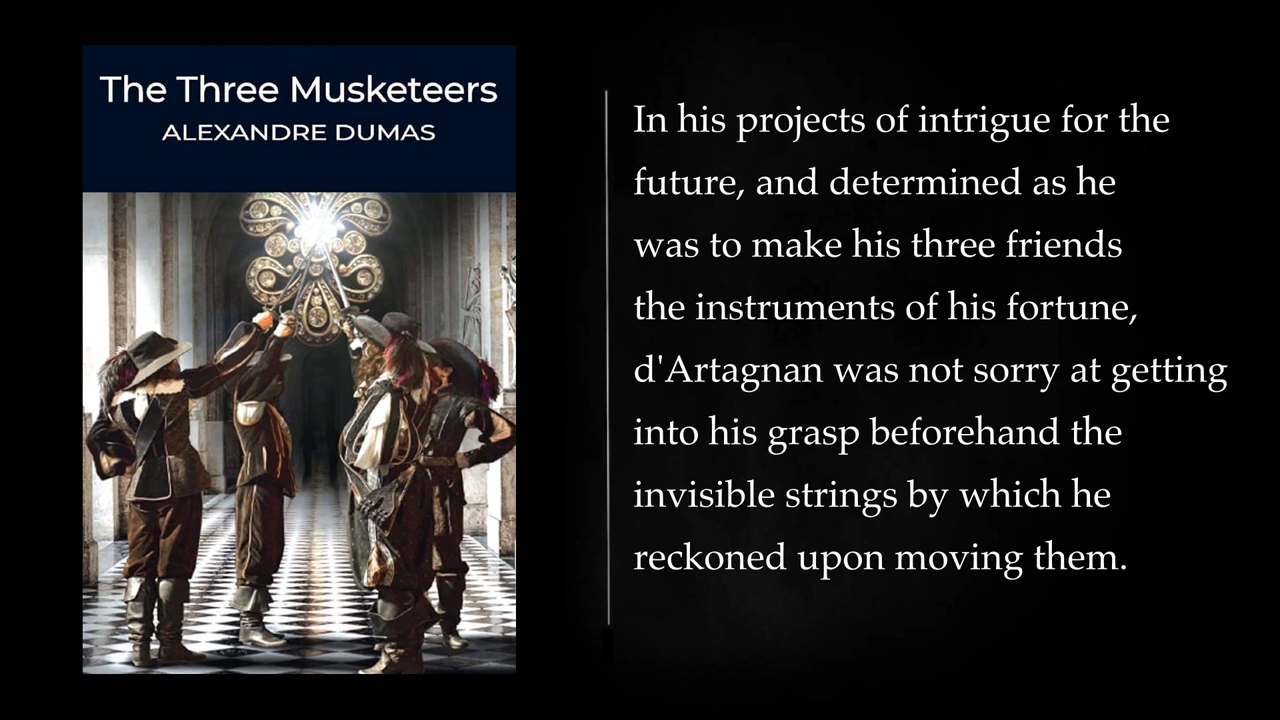 The Three Musketeers
ALEXANDRE DUMAS
In his projects of intrigue for the
future, and determined as he
was to make his three friends
the instruments of his fortune,
d'Artagnan was not sorry at getting
into his grasp beforehand the
invisible strings by which he
reckoned upon moving them.